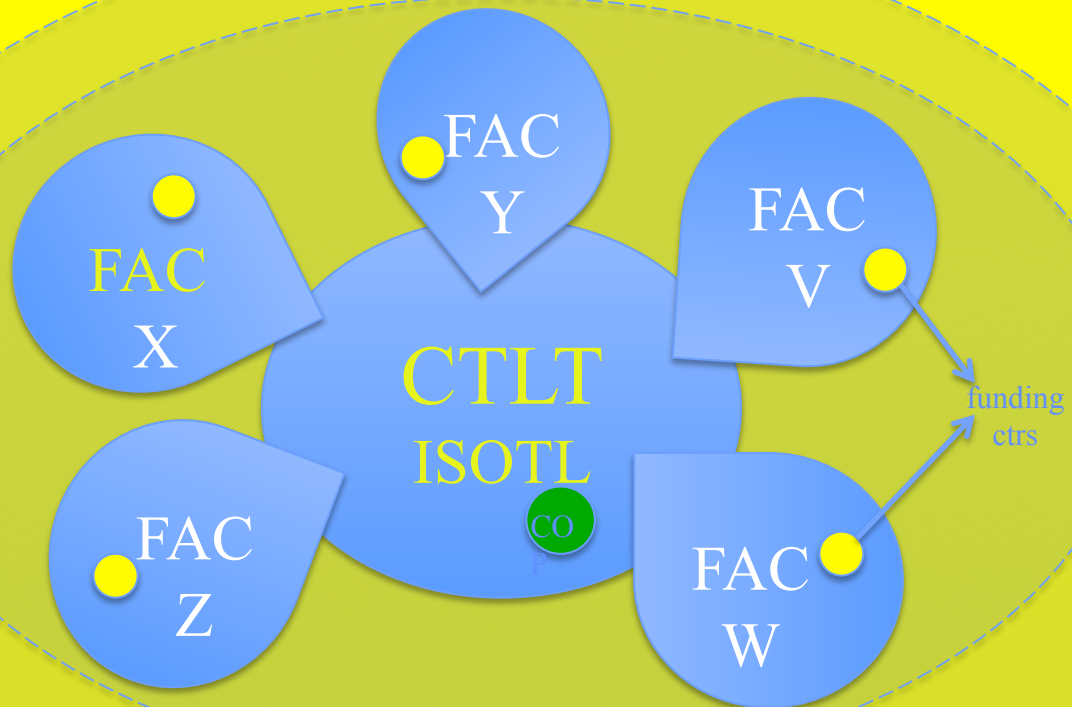 FAC
Y
FAC
V
FAC
X
CTLT
ISOTL
funding
ctrs
CO
P
FAC
Z
FAC
W